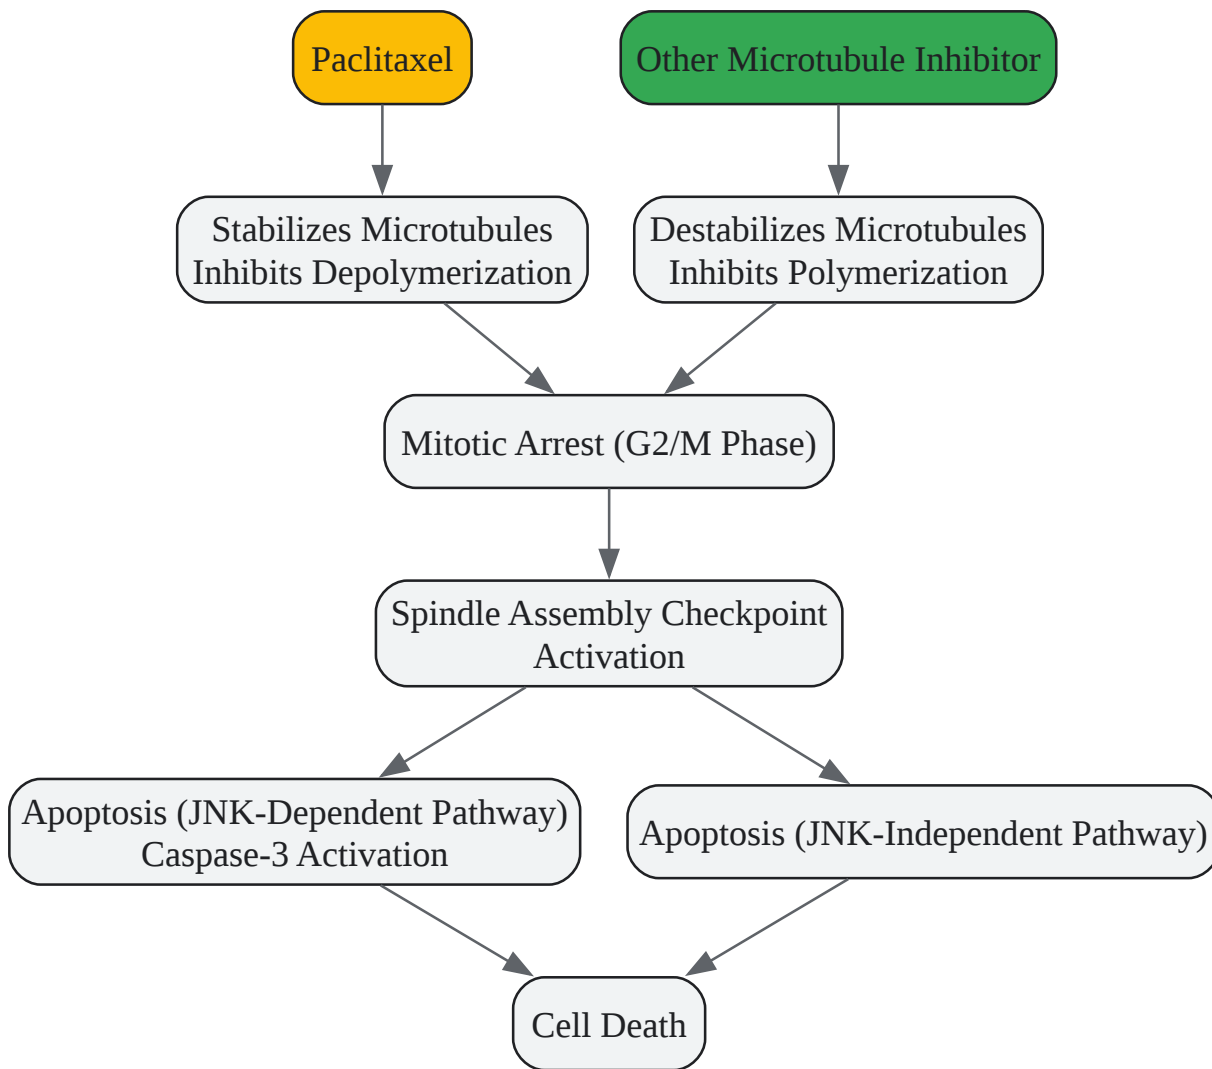 Paclitaxel
Other Microtubule Inhibitor
Stabilizes Microtubules
Inhibits Depolymerization
Destabilizes Microtubules
Inhibits Polymerization
Mitotic Arrest (G2/M Phase)
Spindle Assembly Checkpoint
Activation
Apoptosis (JNK-Dependent Pathway)
Caspase-3 Activation
Apoptosis (JNK-Independent Pathway)
Cell Death